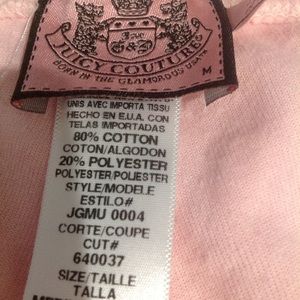 JUICY COUTURE
BORN IN THE GLAMOROUS USA
M
UNIS AVEC IMPORTA TISSU
HECHO EN E.U.A. CON
TELAS IMPORTADAS
80% COTTON
COTON/ALGODON
20% POLYESTER
POLYESTER/POLIESTER
STYLE/MODELE
ESTILO#
JGMU 0004
CORTE/COUPE
CUT#
640037
SIZE/TAILLE
TALLA